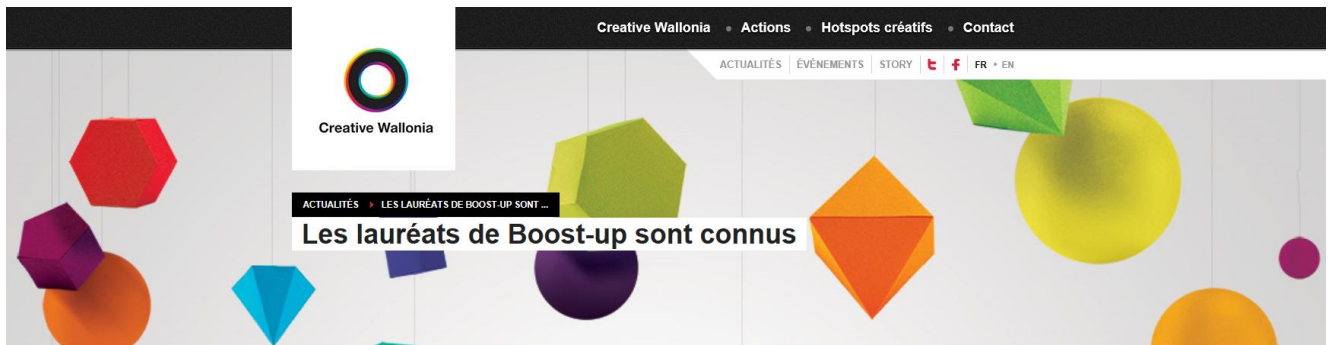 Creative Wallonia • Actions • Hotspots créatifs • Contact
ACTUALITÉS ÉVÉNEMENTS STORY t f FR • EN
Creative Wallonia
ACTUALITÉS LES LAURÉATS DE BOOST-UP SONT ...
Les lauréats de Boost-up sont connus